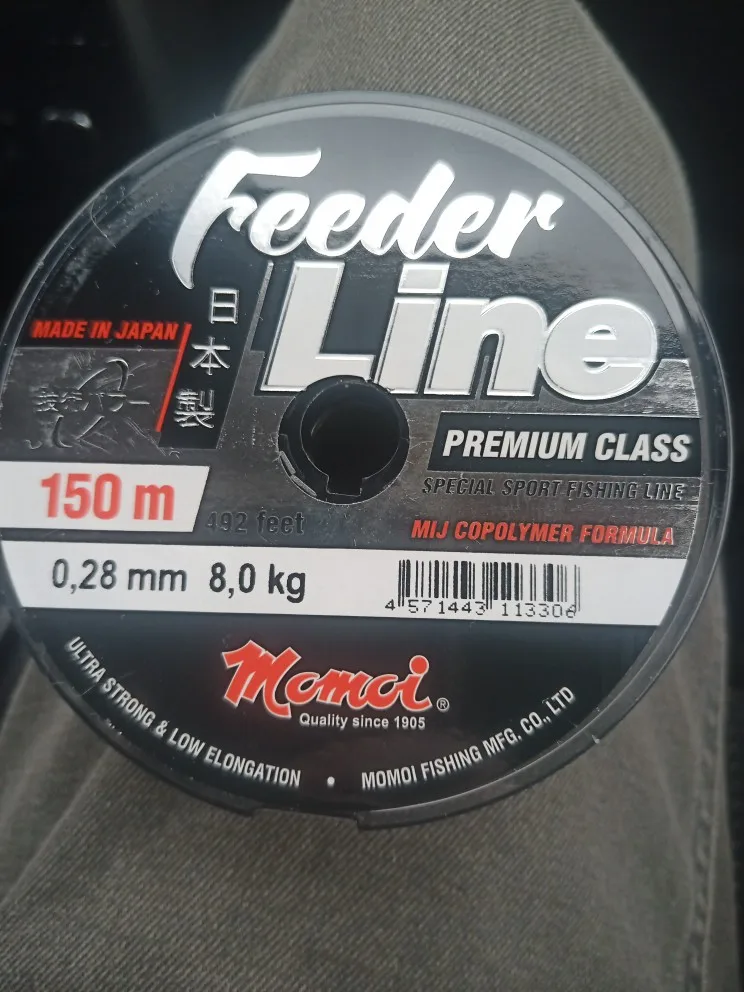 Feeder
Line
MADE IN JAPAN
日本製
PREMIUM CLASS
SPECIAL SPORT FISHING LINE
150 m
492 feet
MIJ COPOLYMER FORMULA
0,28 mm 8,0 kg
4 571443 113306
Momoi®
Quality since 1905
ULTRA STRONG & LOW ELONGATION • MOMOI FISHING MFG. CO., LTD